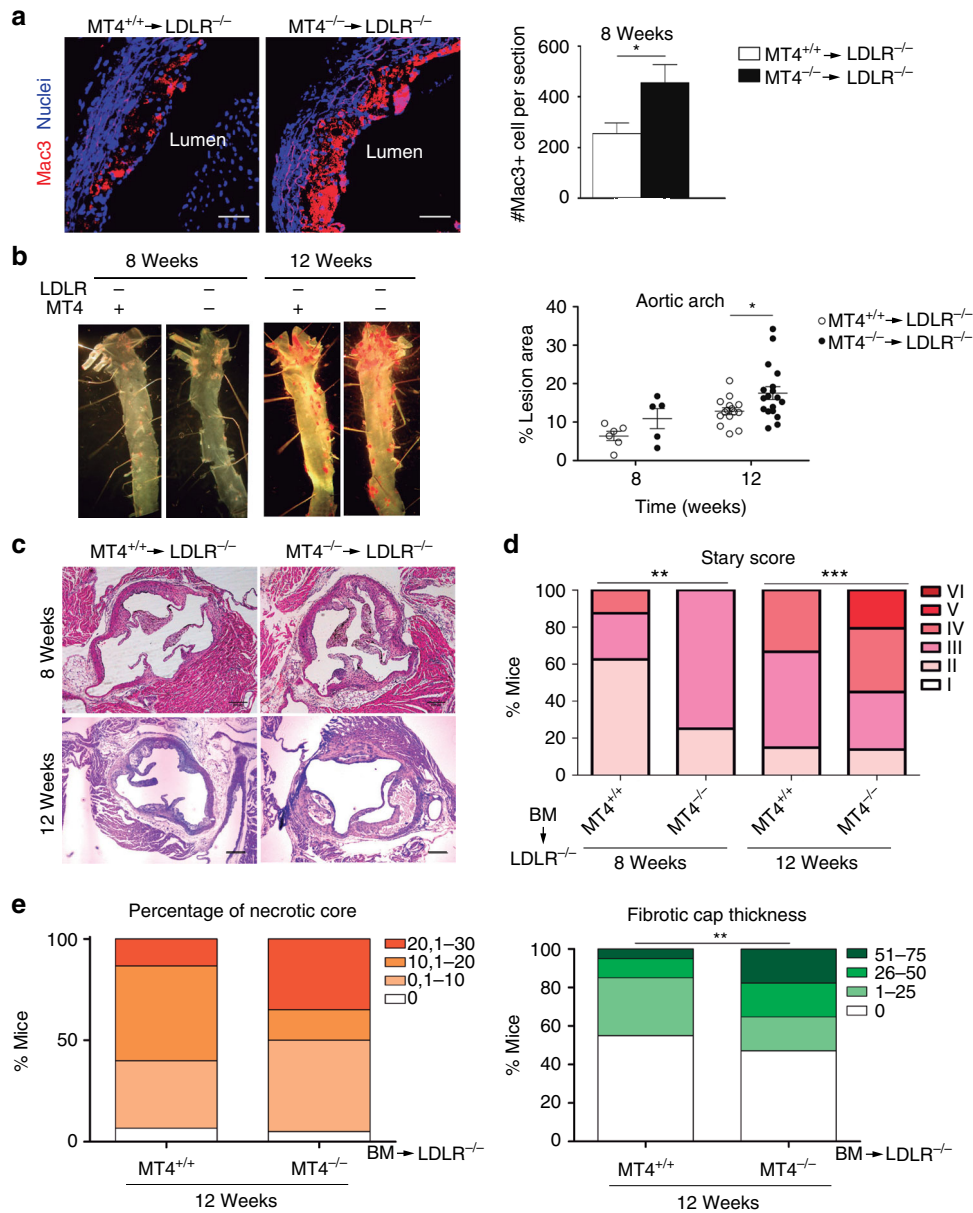 a
MT4+/+→LDLR−/− MT4−/−→LDLR−/−
Mac3 Nuclei
Lumen
Lumen
8 Weeks
*
#Mac3+ cell per section
600
400
200
0
MT4+/+→LDLR−/−
MT4−/−→LDLR−/−
b
8 Weeks 12 Weeks
LDLR − − − −
MT4 + − + −
Aortic arch
*
% Lesion area
40
30
20
10
0
8 12
Time (weeks)
MT4+/+→LDLR−/−
MT4−/−→LDLR−/−
c
MT4+/+→LDLR−/− MT4−/−→LDLR−/−
8 Weeks
12 Weeks
d
Stary score
** ***
% Mice
100
80
60
40
20
0
VI
V
IV
III
II
I
MT4+/+ MT4−/− MT4+/+ MT4−/−
BM
↓
LDLR−/−
8 Weeks 12 Weeks
e
Percentage of necrotic core
% Mice
100
50
0
20,1–30
10,1–20
0,1–10
0
MT4+/+ MT4−/−
BM→LDLR−/−
12 Weeks
Fibrotic cap thickness
**
% Mice
100
80
60
40
20
0
51–75
26–50
1–25
0
MT4+/+ MT4−/−
BM→LDLR−/−
12 Weeks